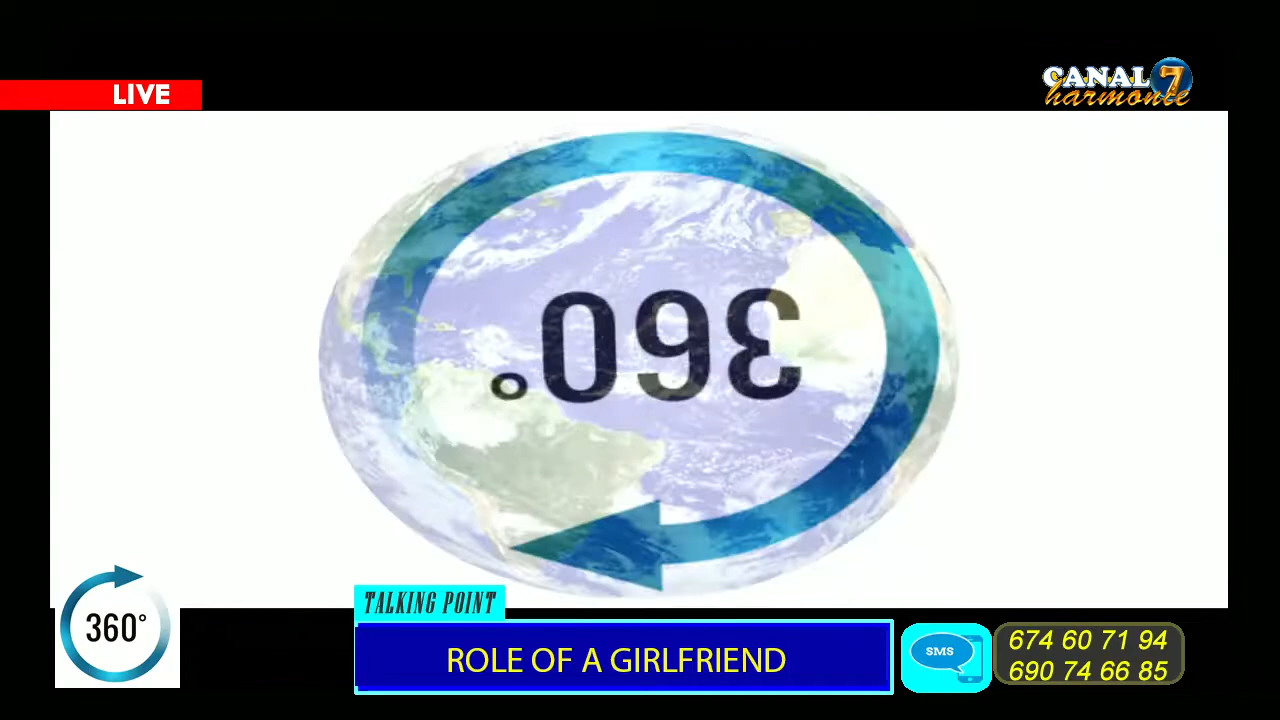 LIVE
CANAL 7
harmonie
360°
360°
TALKING POINT
ROLE OF A GIRLFRIEND
SMS
674 60 71 94
690 74 66 85